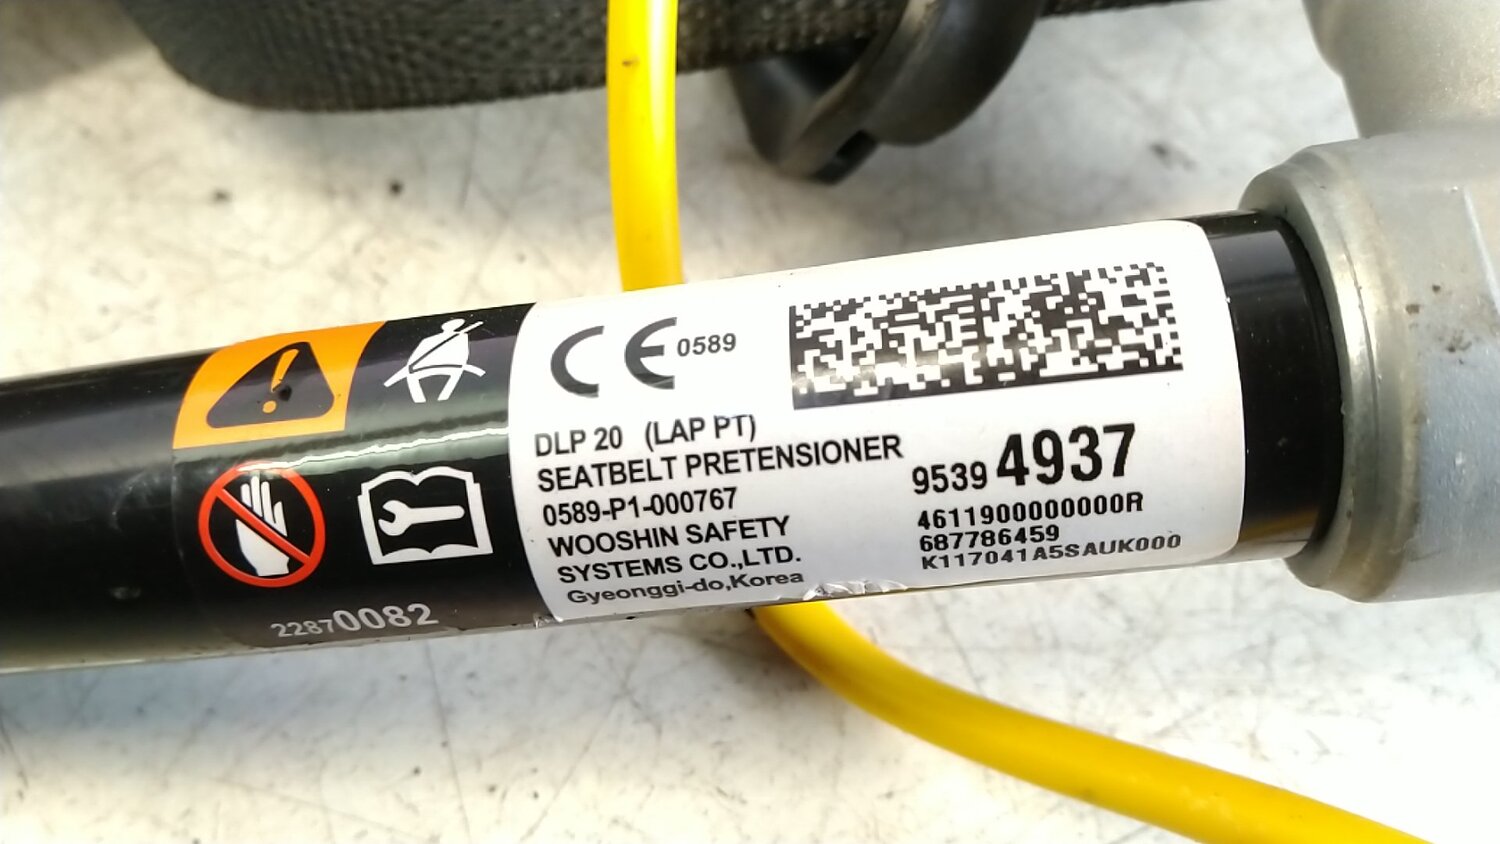 CE 0589
DLP 20 (LAP PT)
SEATBELT PRETENSIONER
0589-P1-000767
WOOSHIN SAFETY
SYSTEMS CO.,LTD.
Gyeonggi-do,Korea
9539 4937
4611900000000R
687786459
K117041A5SAUK000
22870082